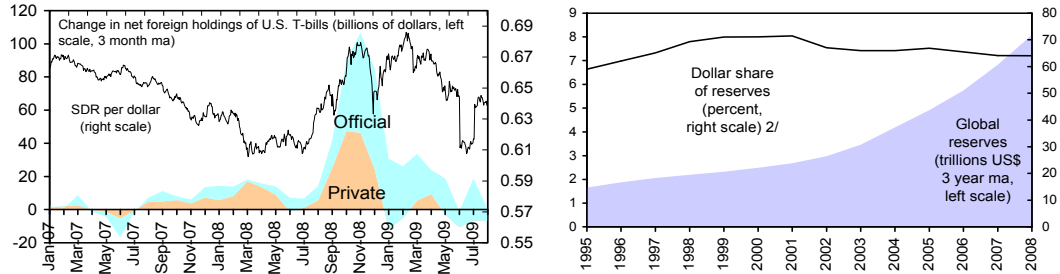 Change in net foreign holdings of U.S. T-bills (billions of dollars, left
scale, 3 month ma)
140
120
100
80
60
40
20
0
-20
0.69
0.67
0.65
0.63
0.61
0.59
0.57
0.55
SDR per dollar
(right scale)
Official
Private
Jan-07
Mar-07
May-07
Jul-07
Sep-07
Nov-07
Jan-08
Mar-08
May-08
Jul-08
Sep-08
Nov-08
Jan-09
Mar-09
May-09
Jul-09
9
8
7
6
5
4
3
2
1
0
80
70
60
50
40
30
20
10
0
Dollar share
of reserves
(percent,
right scale) 2/
Global
reserves
(trillions US$
3 year ma,
left scale)
1995
1996
1997
1998
1999
2000
2001
2002
2003
2004
2005
2006
2007
2008